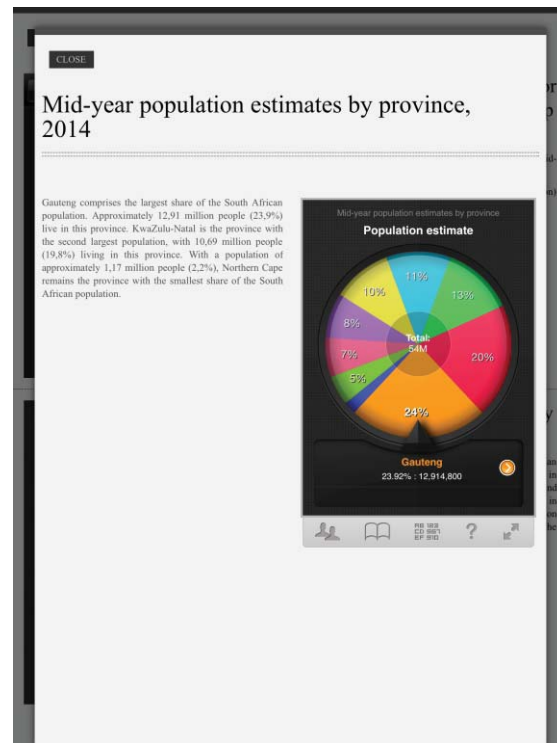 CLOSE
Mid-year population estimates by province,
2014
Gauteng comprises the largest share of the South African
population. Approximately 12,91 million people (23,9%)
live in this province. KwaZulu-Natal is the province with
the second largest population, with 10,69 million people
(19,8%) living in this province. With a population of
approximately 1,17 million people (2,2%), Northern Cape
remains the province with the smallest share of the South
African population.
Mid-year population estimates by province
Population estimate
11%
10%
13%
8%
Total:
54M
7%
20%
5%
24%
Gauteng
23.92% : 12,914,800
?